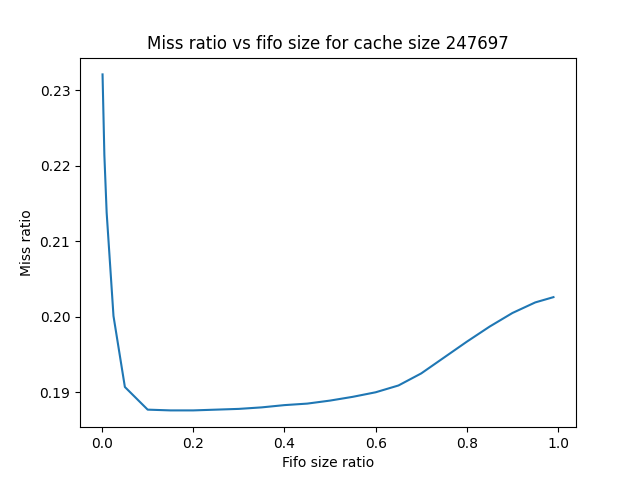 Miss ratio vs fifo size for cache size 247697
0.23
0.22
0.21
0.20
0.19
Miss ratio
0.0 0.2 0.4 0.6 0.8 1.0
Fifo size ratio